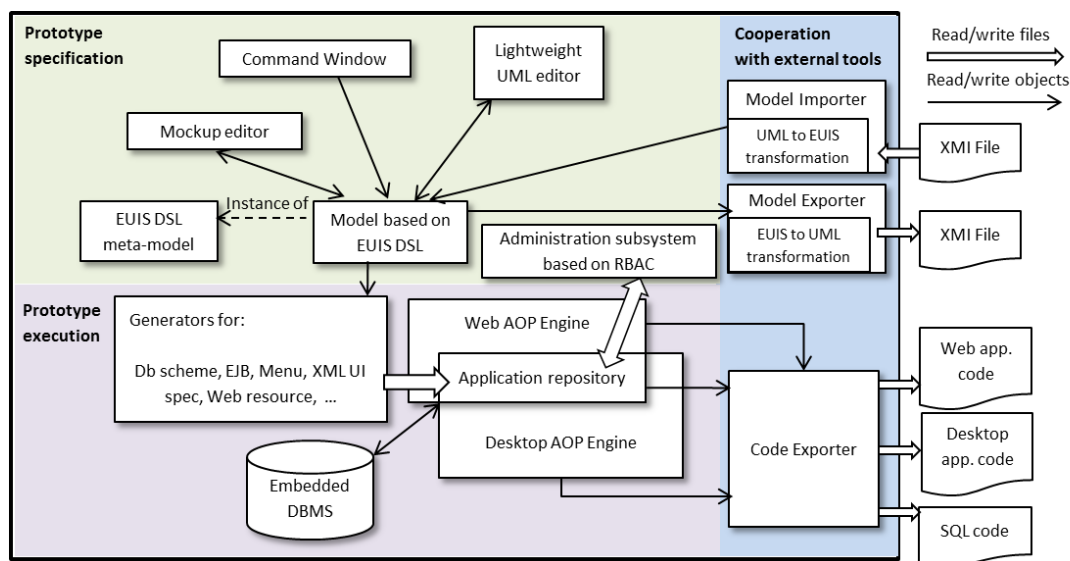 Prototype
specification
Command Window
Lightweight
UML editor
Mockup editor
EUIS DSL
meta-model
Instance of
Model based on
EUIS DSL
Administration subsystem
based on RBAC
Cooperation
with external tools
Model Importer
UML to EUIS
transformation
Model Exporter
EUIS to UML
transformation
Read/write files
Read/write objects
XMI File
XMI File
Prototype
execution
Generators for:
Db scheme, EJB, Menu, XML UI
spec, Web resource, ...
Web AOP Engine
Application repository
Desktop AOP Engine
Embedded
DBMS
Code Exporter
Web app.
code
Desktop
app. code
SQL code